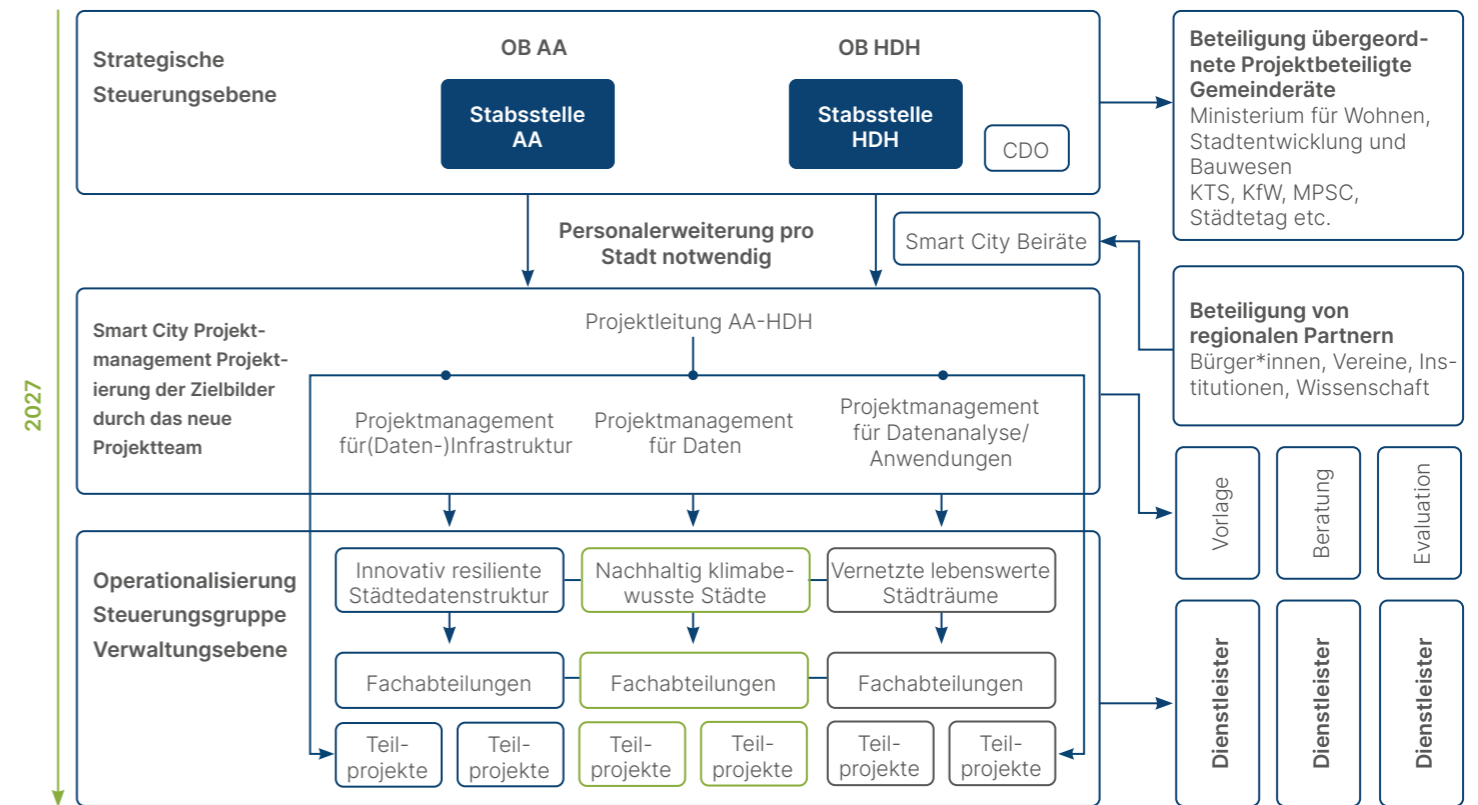 2027
Strategische
Steuerungsebene
OB AA
Stabsstelle
AA
OB HDH
Stabsstelle
HDH
CDO
Beteiligung übergeord-
nete Projektbeteiligte
Gemeinderäte
Ministerium für Wohnen,
Stadtentwicklung und
Bauwesen
KTS, KfW, MPSC,
Städtetag etc.
Personalerweiterung pro
Stadt notwendig
Smart City Beiräte
Beteiligung von
regionalen Partnern
Bürger*innen, Vereine, Ins-
titutionen, Wissenschaft
Smart City Projekt-
management Projekt-
ierung der Zielbilder
durch das neue
Projektteam
Projektleitung AA-HDH
Projektmanagement
für(Daten-)Infrastruktur
Projektmanagement
für Daten
Projektmanagement
für Datenanalyse/
Anwendungen
Vorlage
Beratung
Evaluation
Operationalisierung
Steuerungsgruppe
Verwaltungsebene
Innovativ resiliente
Städtedatenstruktur
Nachhaltig klimabe-
wusste Städte
Vernetzte lebenswerte
Städträume
Fachabteilungen
Fachabteilungen
Fachabteilungen
Teil-
projekte
Teil-
projekte
Teil-
projekte
Teil-
projekte
Teil-
projekte
Teil-
projekte
Dienstleister
Dienstleister
Dienstleister